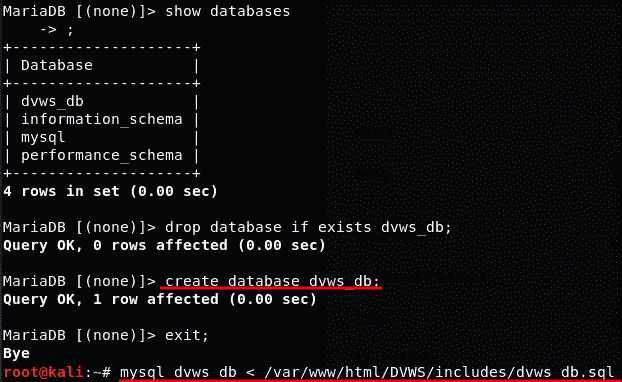 MariaDB [(none)]> show databases
    -> ;
+--------------------+
| Database           |
+--------------------+
| dvws_db            |
| information_schema |
| mysql              |
| performance_schema |
+--------------------+
4 rows in set (0.00 sec)
MariaDB [(none)]> drop database if exists dvws_db;
Query OK, 0 rows affected (0.00 sec)
MariaDB [(none)]> create database dvws_db;
Query OK, 1 row affected (0.00 sec)
MariaDB [(none)]> exit;
Bye
root@kali:~# mysql dvws_db < /var/www/html/DVWS/includes/dvws_db.sql